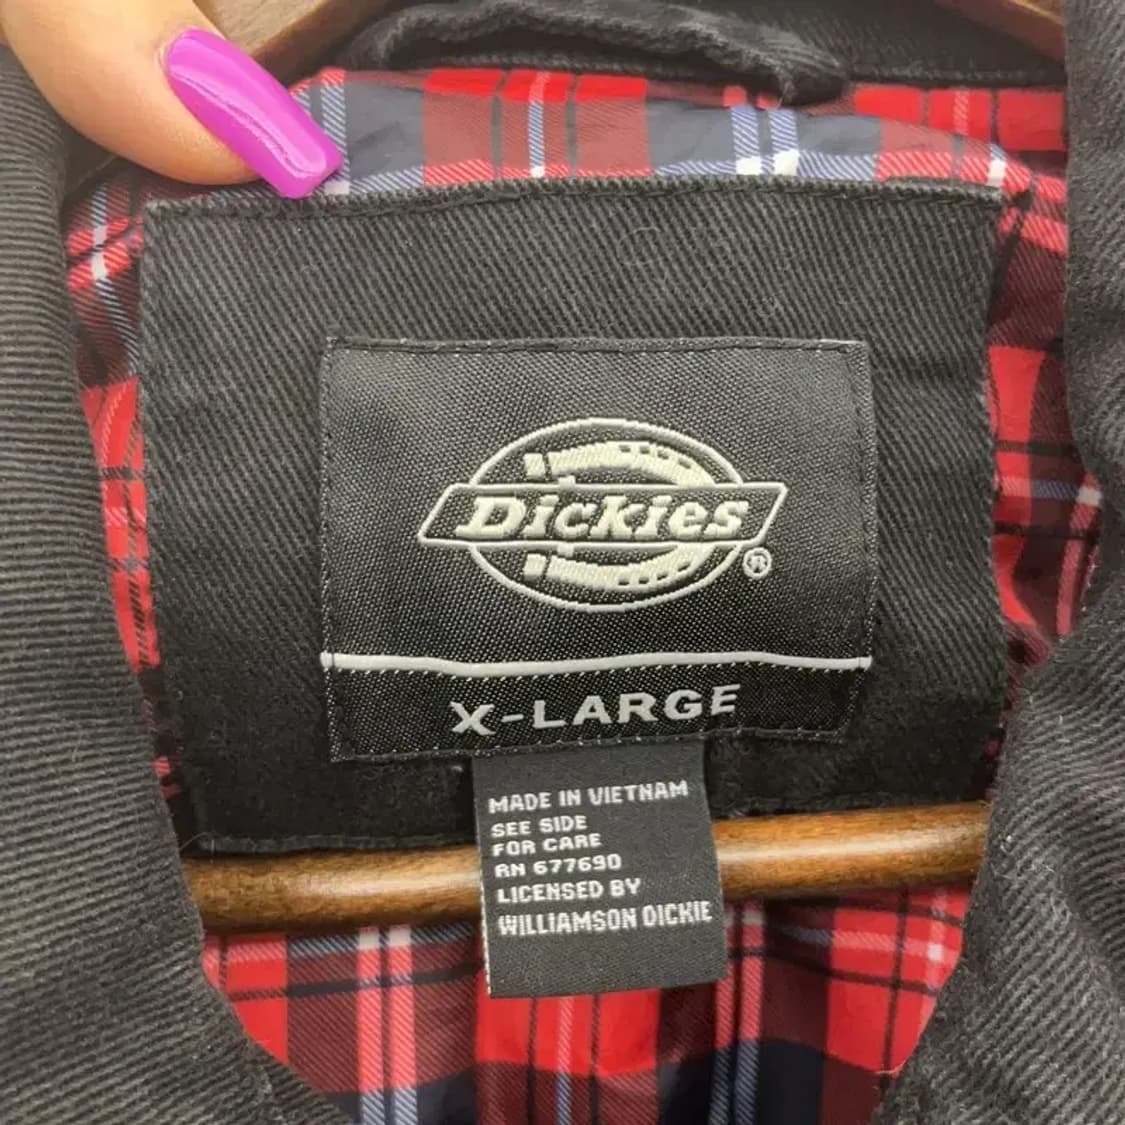 Dickies®
X-LARGE
MADE IN VIETNAM
SEE SIDE
FOR CARE
RN 677690
LICENSED BY
WILLIAMSON DICKIE